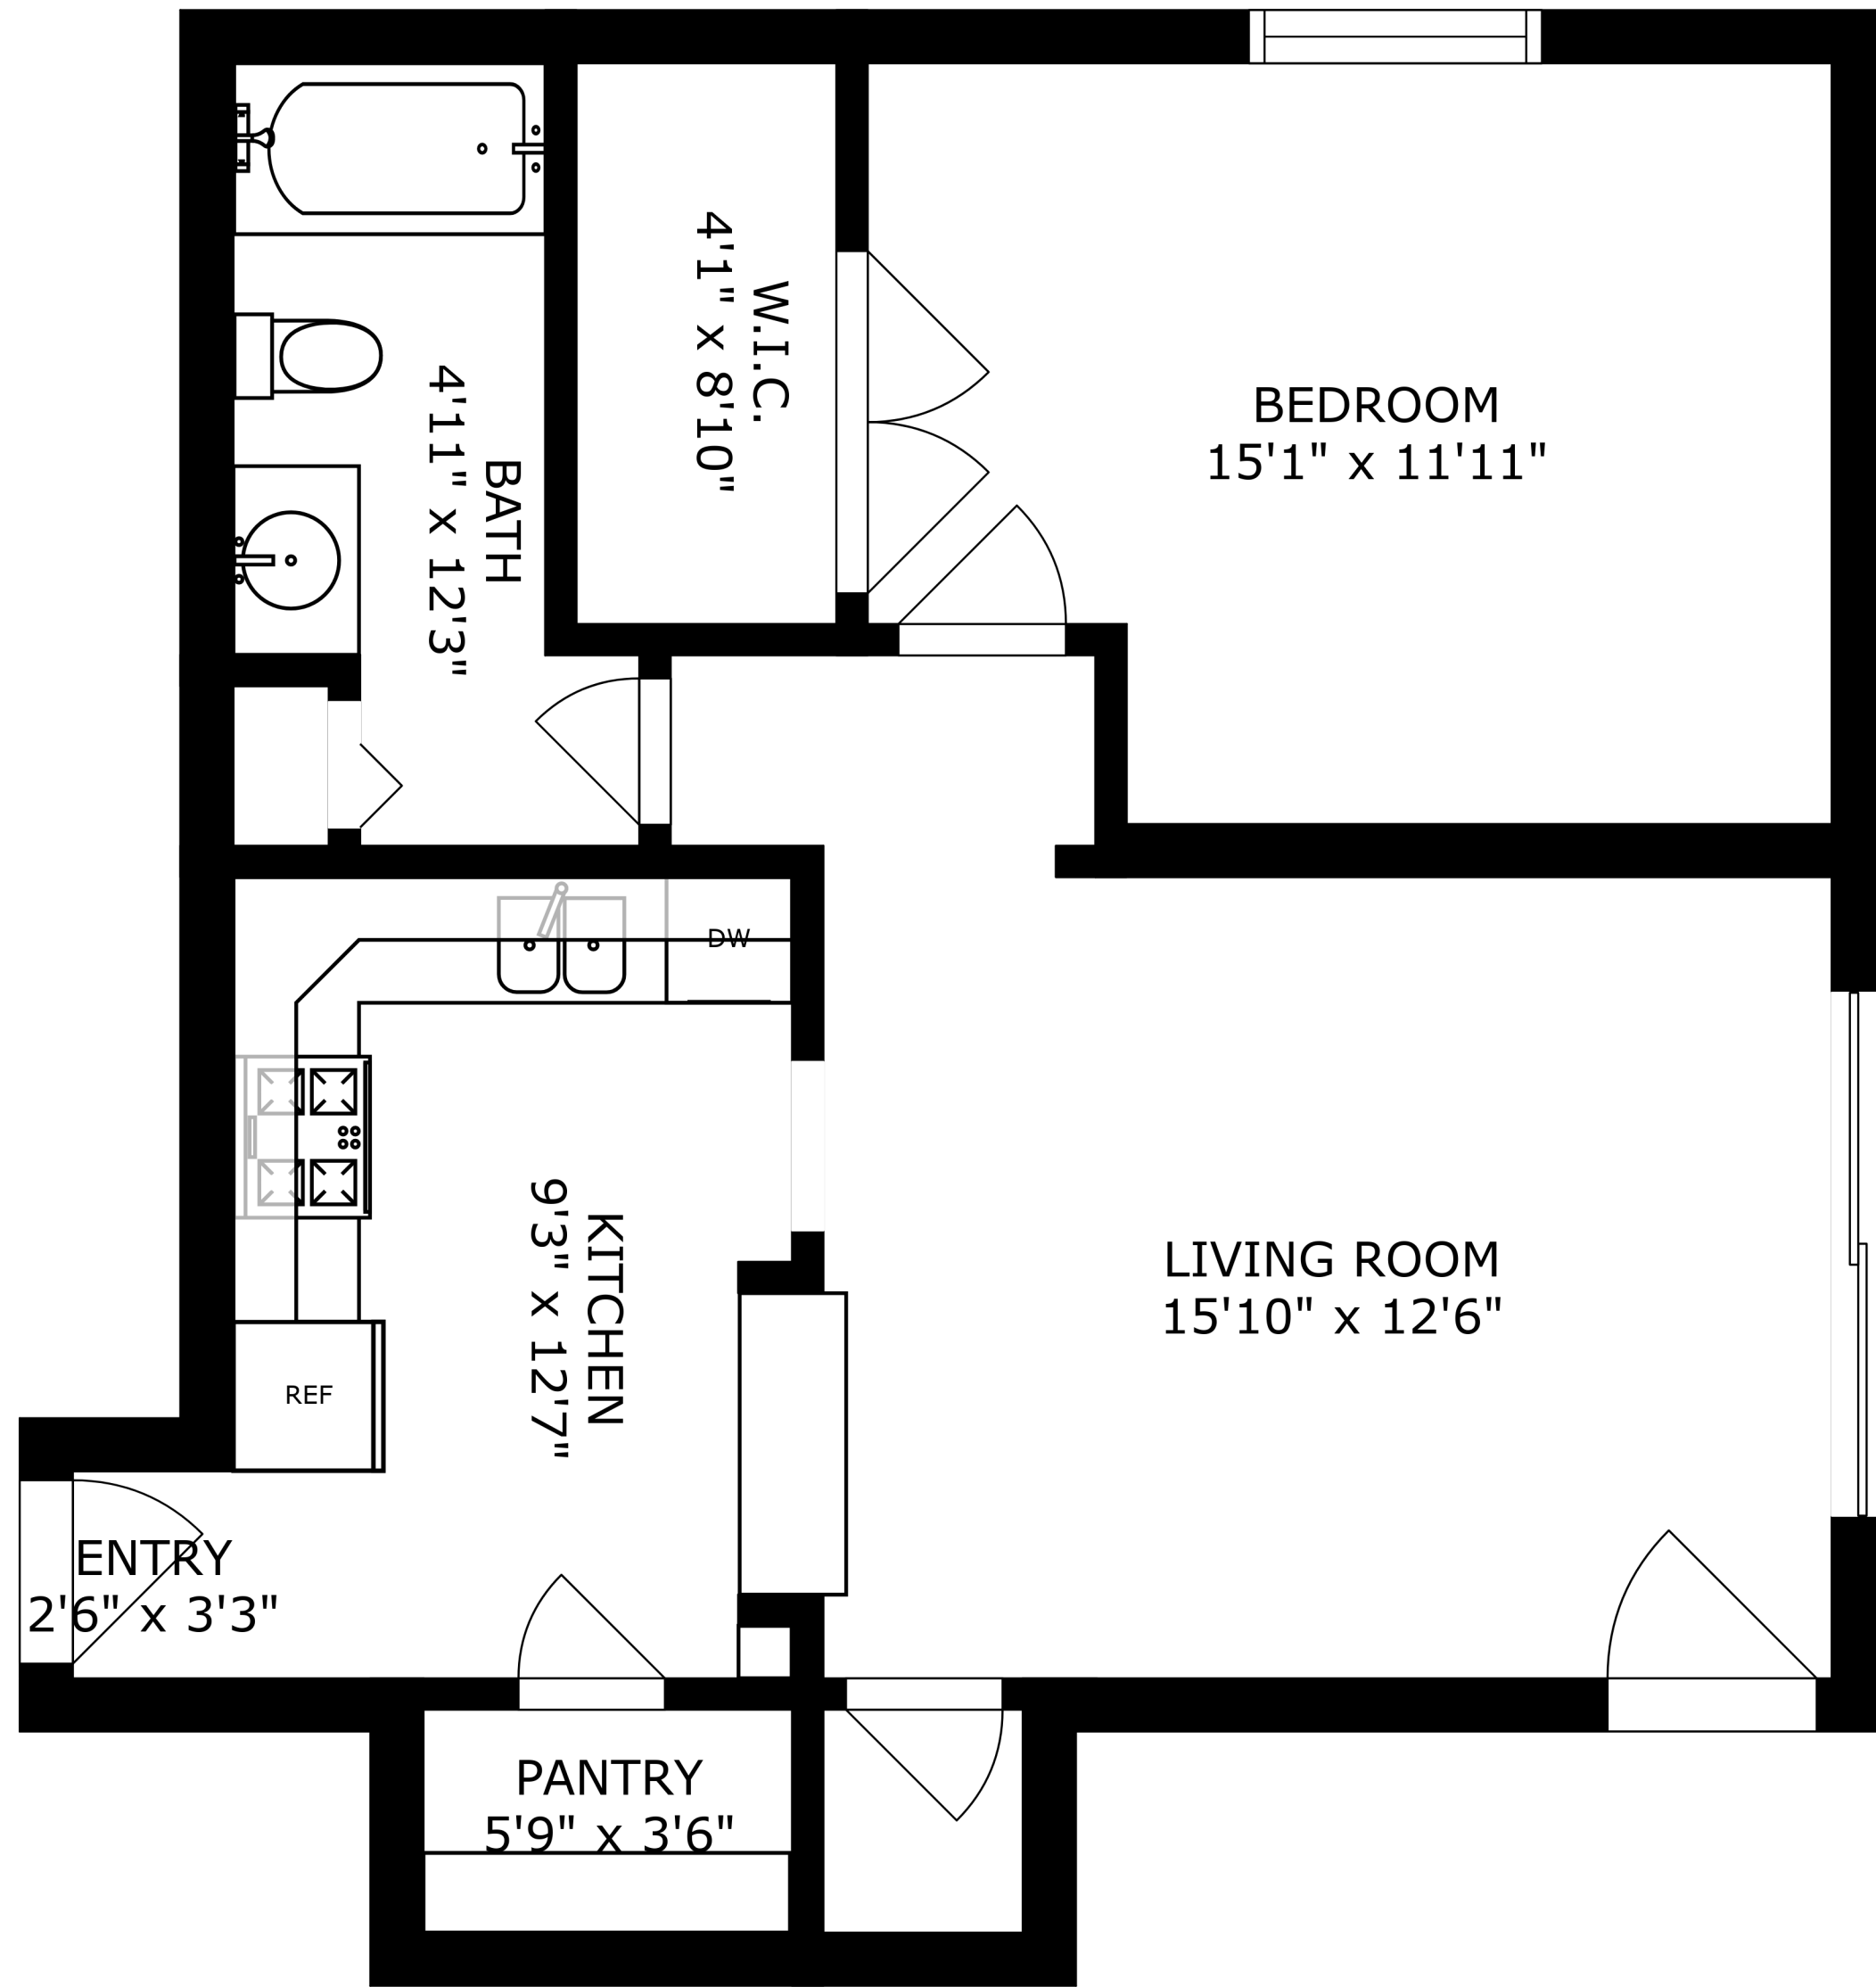 W.I.C.
4'1" x 8'10"
BEDROOM
15'1" x 11'11"
BATH
4'11" x 12'3"
DW
KITCHEN
9'3" x 12'7"
LIVING ROOM
15'10" x 12'6"
REF
ENTRY
2'6" x 3'3"
PANTRY
5'9" x 3'6"